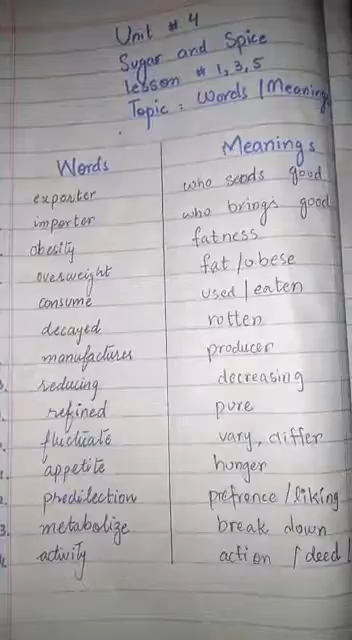 Unit # 4
Sugar and Spice
lesson # 1, 3, 5
Topic : Words / Meaning
Words Meanings
exporter who sends good
importer who brings good
obesity fatness
overweight fat / obese
consume used / eaten
decayed rotten
manufactures producer
reducing decreasing
refined pure
fluctuate vary, differ
appetite hunger
predilection prefrence / liking
3. metabolize break down
activity action / deed